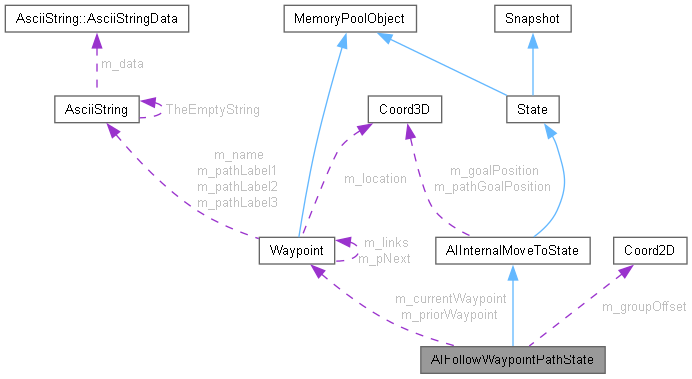 AsciiString::AsciiStringData
MemoryPoolObject
Snapshot
m_data
AsciiString
TheEmptyString
Coord3D
State
m_name
m_pathLabel1
m_pathLabel2
m_pathLabel3
m_location
m_goalPosition
m_pathGoalPosition
Waypoint
m_links
m_pNext
AIInternalMoveToState
Coord2D
m_currentWaypoint
m_priorWaypoint
m_groupOffset
AIFollowWaypointPathState